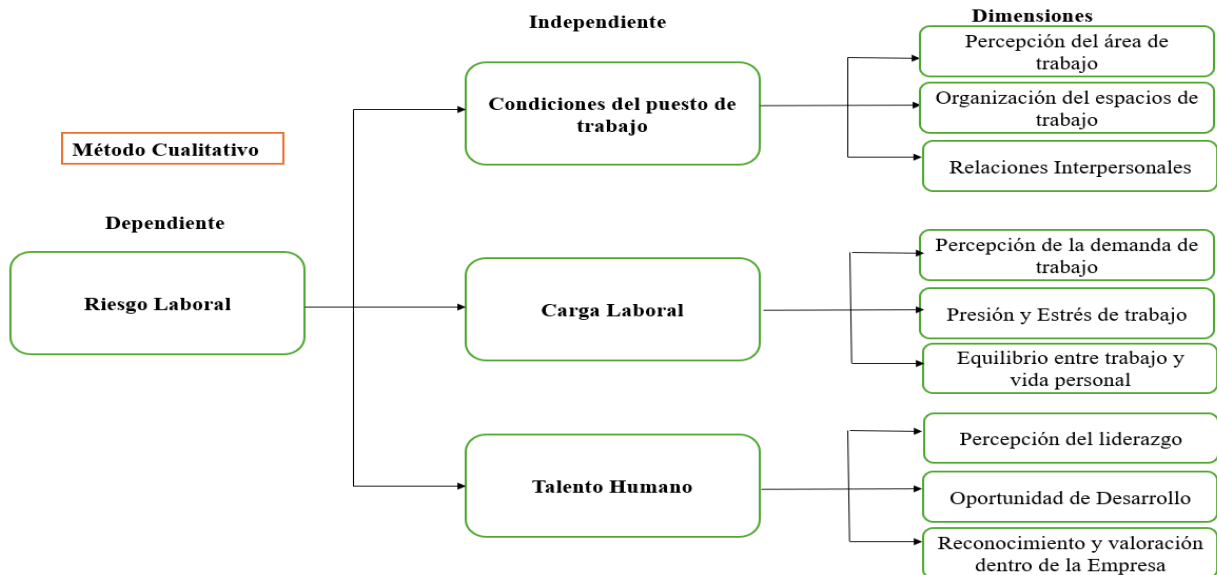 Independiente
Dimensiones
Método Cualitativo
Dependiente
Riesgo Laboral
Condiciones del puesto de
trabajo
Percepción del área de
trabajo
Organización del espacios de
trabajo
Relaciones Interpersonales
Carga Laboral
Percepción de la demanda de
trabajo
Presión y Estrés de trabajo
Equilibrio entre trabajo y
vida personal
Talento Humano
Percepción del liderazgo
Oportunidad de Desarrollo
Reconocimiento y valoración
dentro de la Empresa